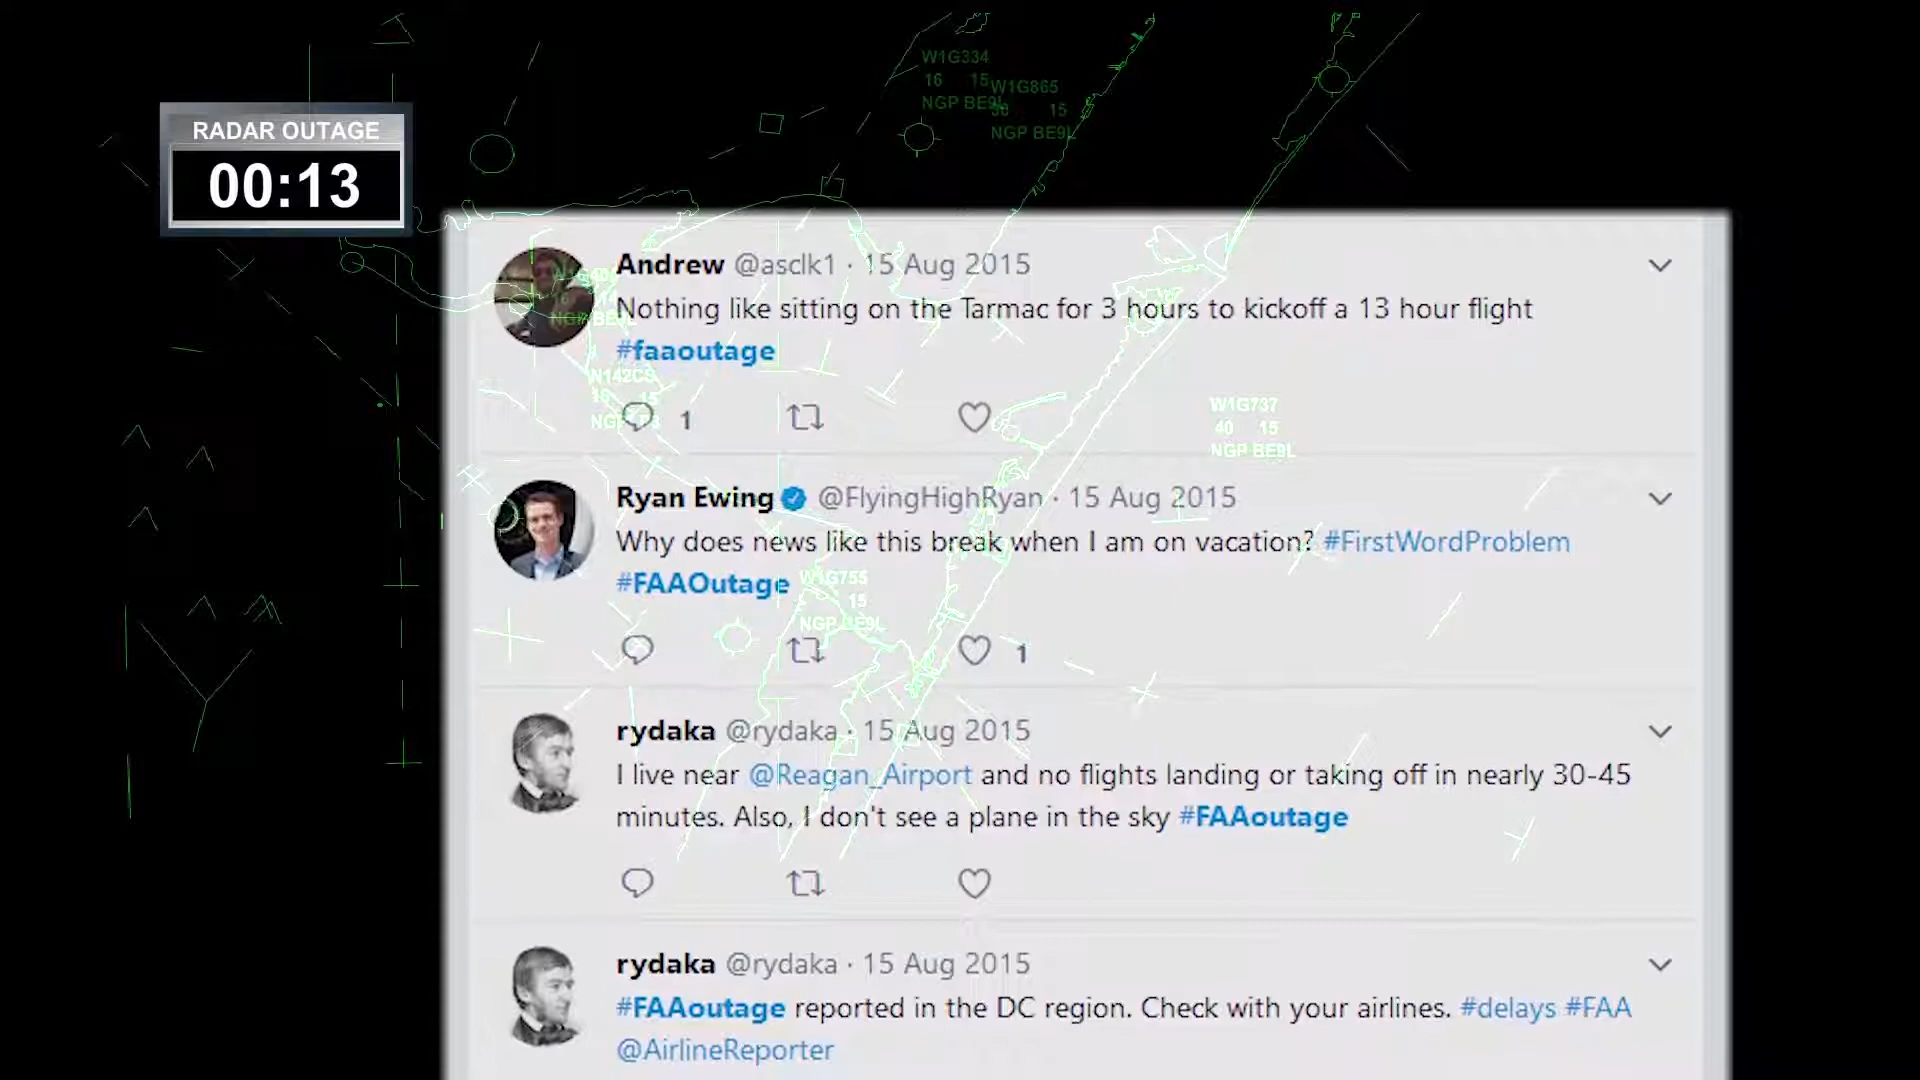 W1G334
16 15
NGP BE9L
W1G865
15
NGP BE9L
RADAR OUTAGE
00:13
Andrew @asclk1 · 15 Aug 2015
Nothing like sitting on the Tarmac for 3 hours to kickoff a 13 hour flight
#faaoutage
1
N142CS
15
W1G737
40 15
NGP BE9L
Ryan Ewing @FlyingHighRyan · 15 Aug 2015
Why does news like this break when I am on vacation? #FirstWordProblem
#FAAOutage
1
W1G755
15
NGP BE9L
rydaka @rydaka · 15 Aug 2015
I live near @Reagan_Airport and no flights landing or taking off in nearly 30-45
minutes. Also, I don't see a plane in the sky #FAAoutage
rydaka @rydaka · 15 Aug 2015
#FAAoutage reported in the DC region. Check with your airlines. #delays #FAA
@AirlineReporter